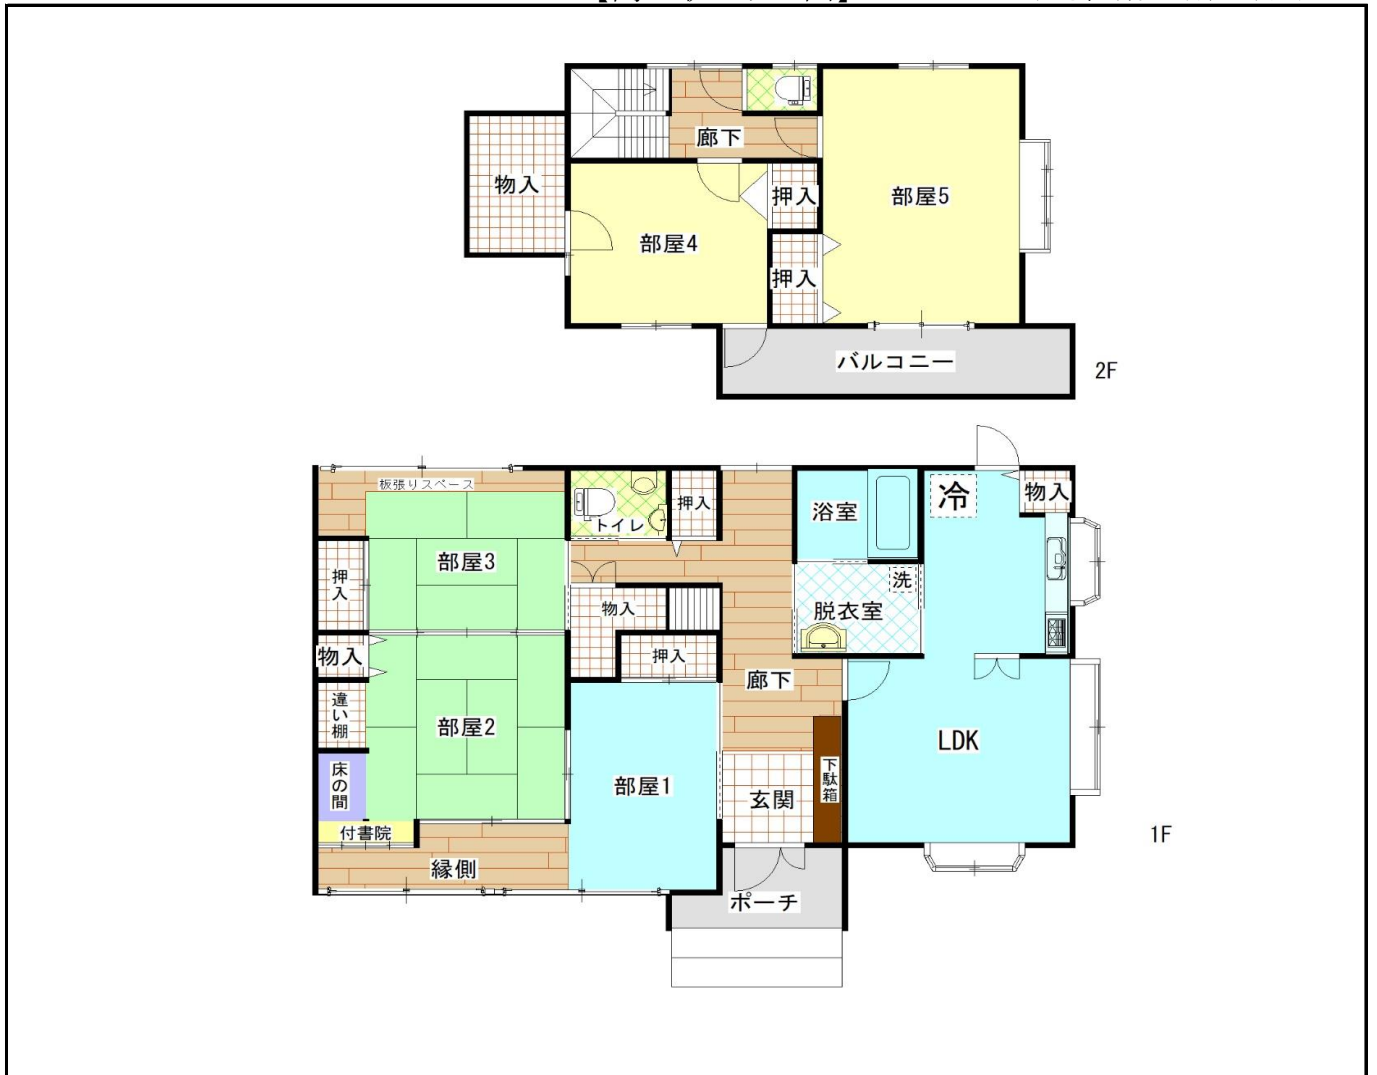 廊下
物入
押入
部屋5
部屋4
押入
バルコニー
2F
板張りスペース
トイレ
押入
浴室
冷
物入
部屋3
押入
洗
物入
脱衣室
物入
押入
廊下
違い棚
部屋2
LDK
床の間
部屋1
玄関
下駄箱
付書院
1F
縁側
ポーチ